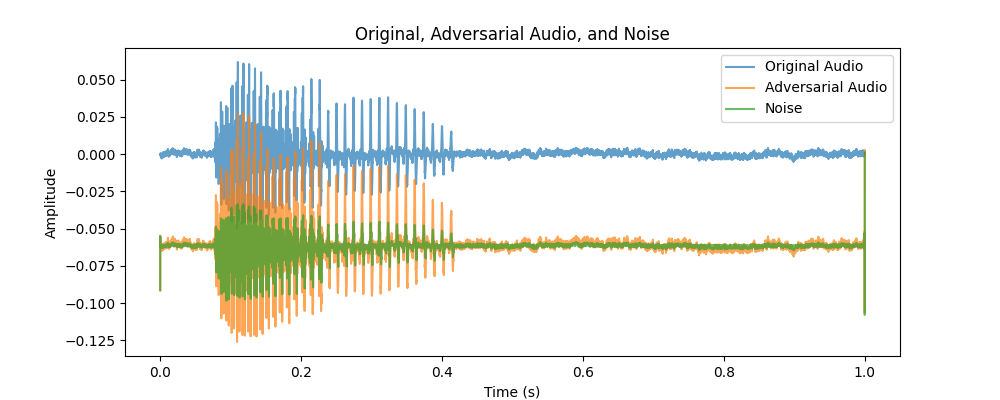 Original, Adversarial Audio, and Noise
Original Audio
Adversarial Audio
Noise
0.050
0.025
0.000
−0.025
−0.050
−0.075
−0.100
−0.125
Amplitude
0.0 0.2 0.4 0.6 0.8 1.0
Time (s)